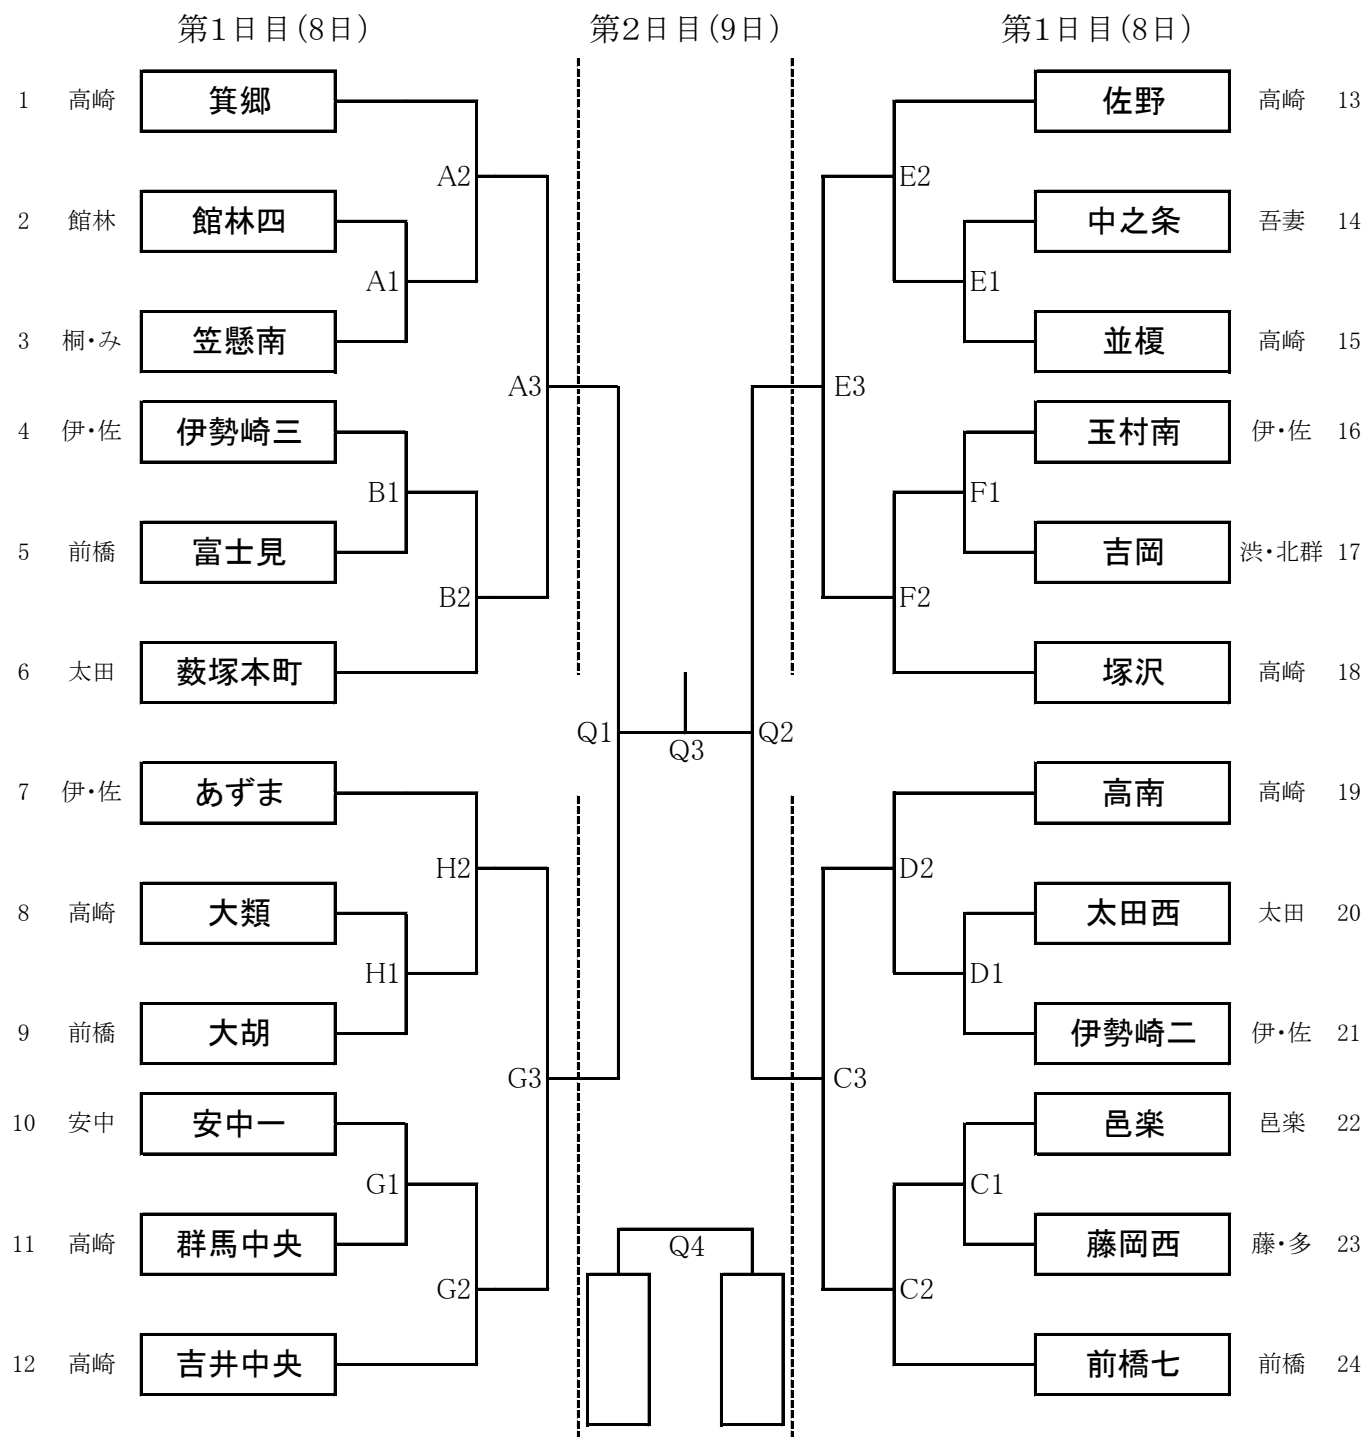 第1日目(8日) 第2日目(9日) 第1日目(8日)
1 高崎 箕郷 佐野 高崎 13
A2 E2
2 館林 館林四 中之条 吾妻 14
A1 E1
3 桐・み 笠懸南 並榎 高崎 15
A3 E3
4 伊・佐 伊勢崎三 玉村南 伊・佐 16
B1 F1
5 前橋 富士見 吉岡 渋・北群 17
B2 F2
6 太田 薮塚本町 塚沢 高崎 18
Q1 Q3 Q2
7 伊・佐 あずま 高南 高崎 19
H2 D2
8 高崎 大類 太田西 太田 20
H1 D1
9 前橋 大胡 伊勢崎二 伊・佐 21
G3 C3
10 安中 安中一 邑楽 邑楽 22
G1 C1
11 高崎 群馬中央 Q4 藤岡西 藤・多 23
G2 C2
12 高崎 吉井中央 前橋七 前橋 24